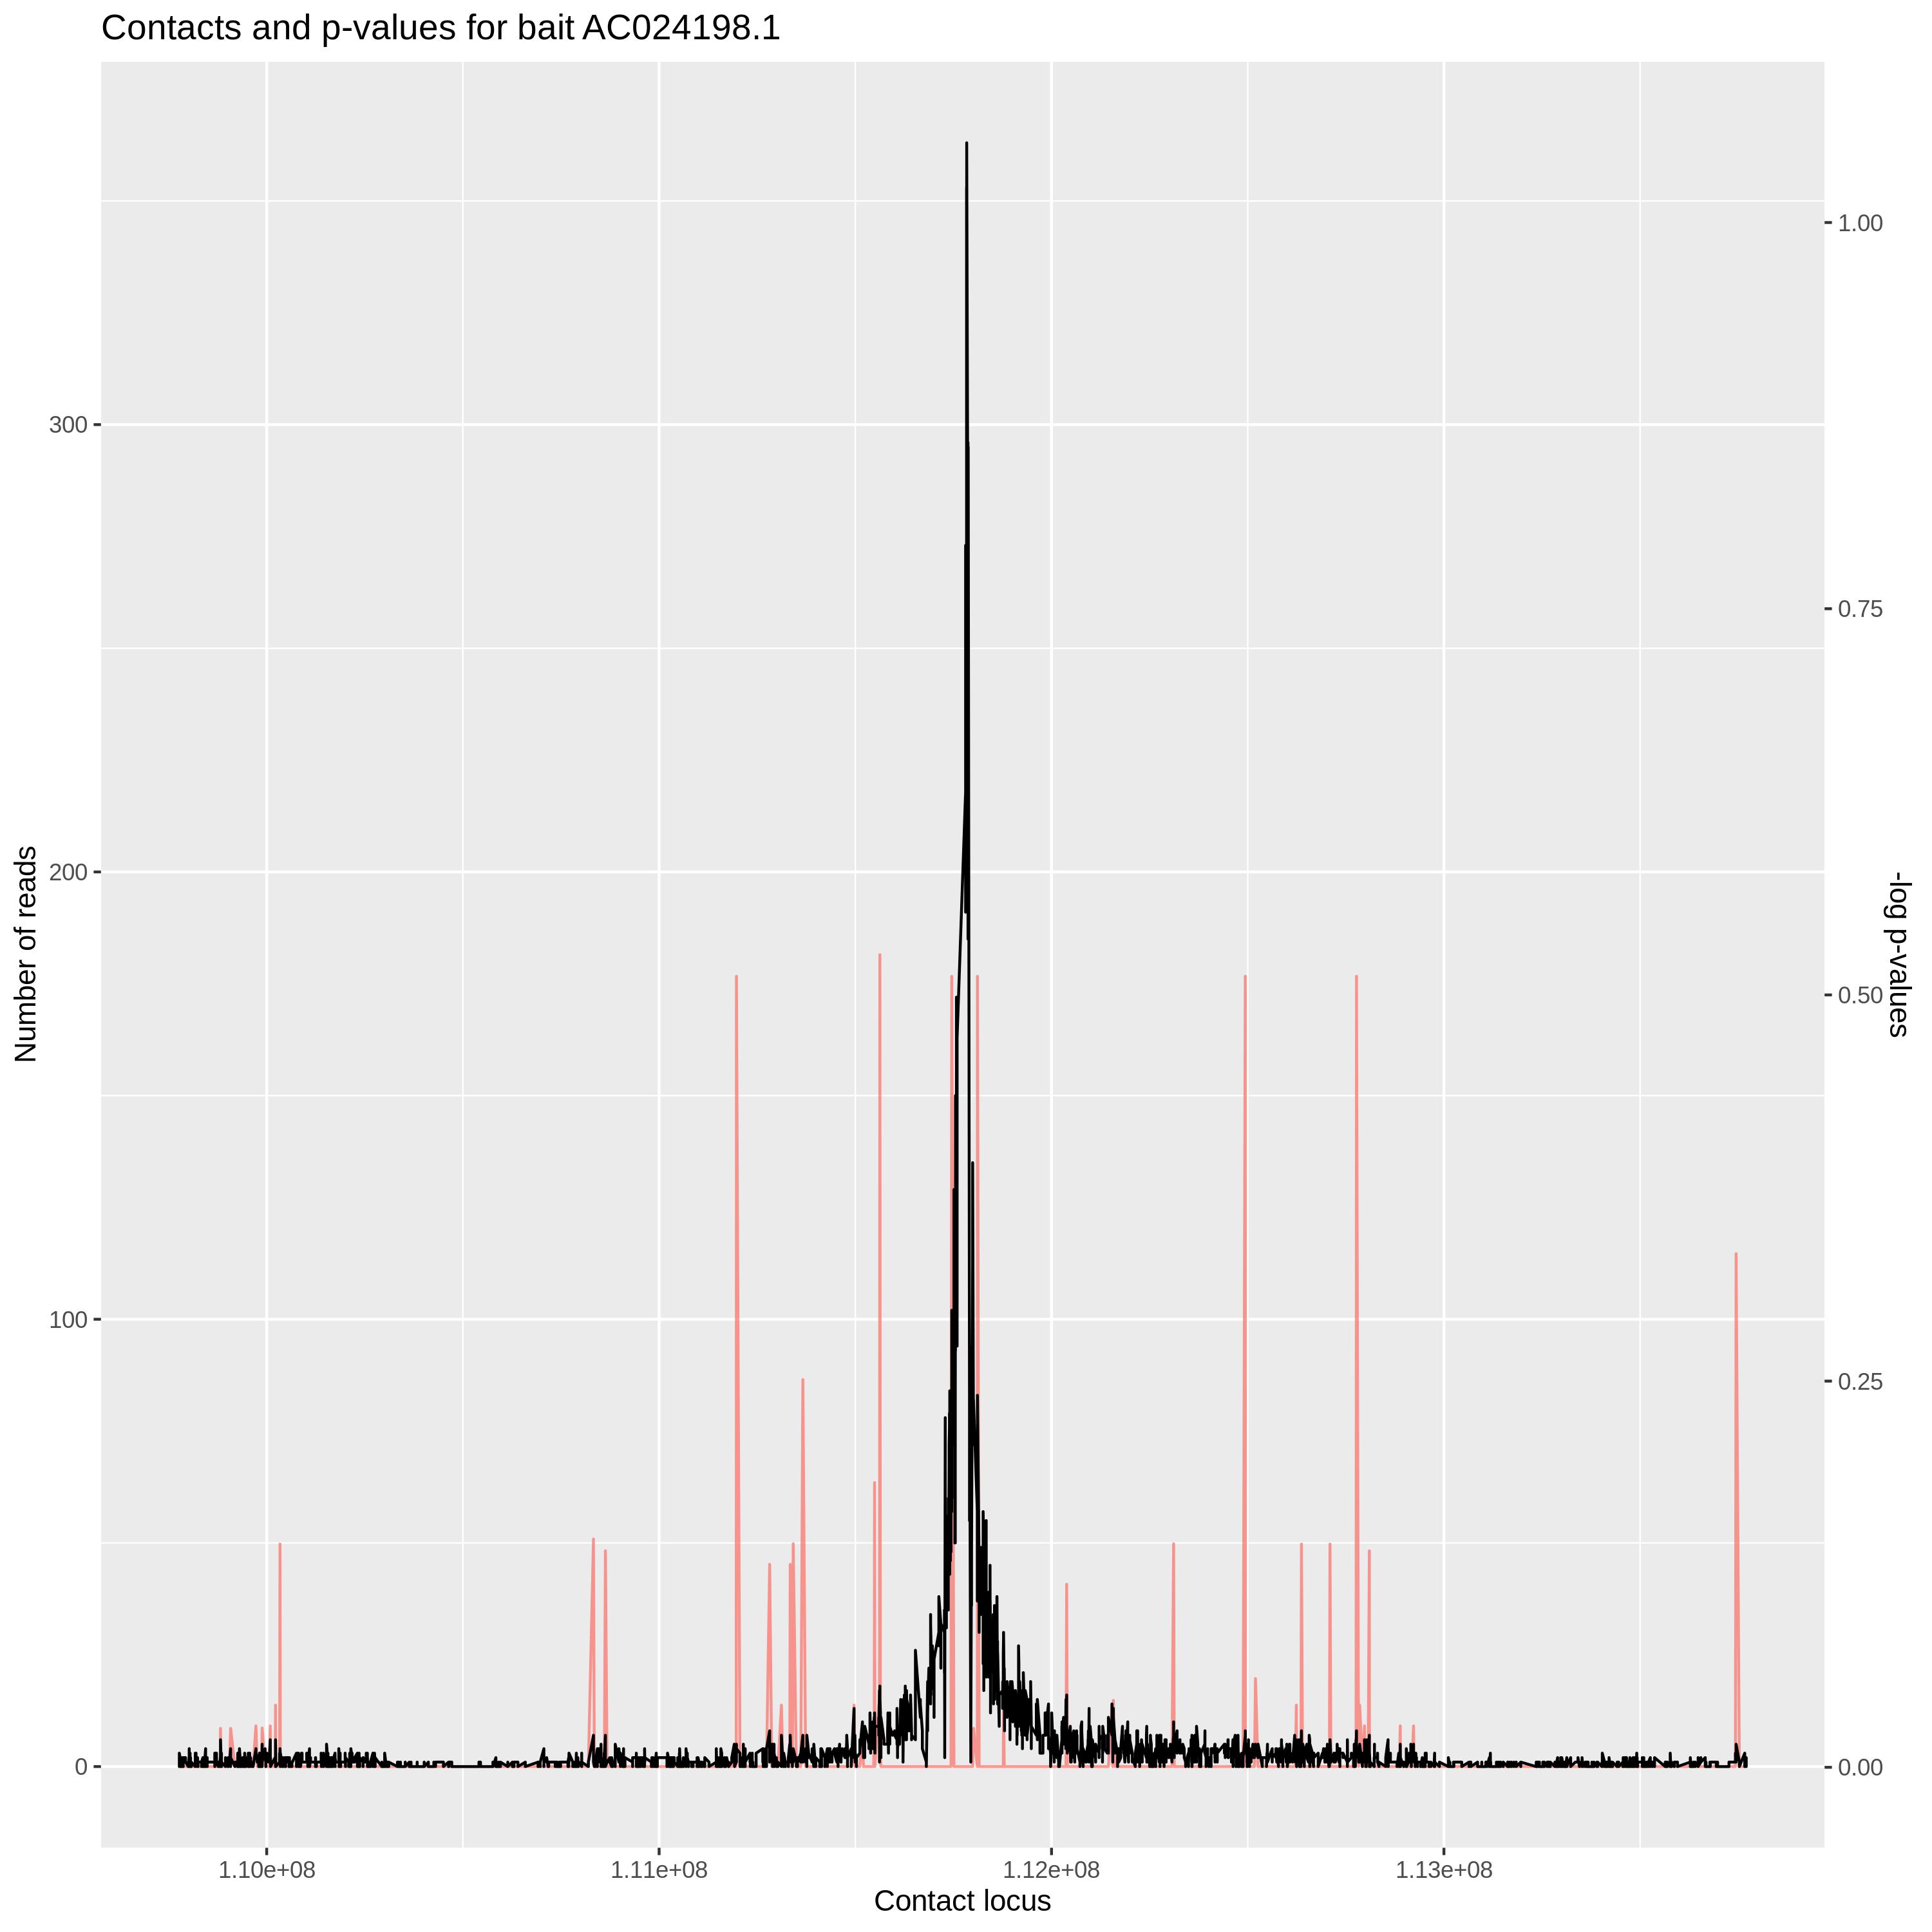 Contacts and p-values for bait AC024198.1
300
200
100
0
Number of reads
1.00
0.75
0.50
0.25
0.00
-log p-values
1.10e+08
1.11e+08
1.12e+08
1.13e+08
Contact locus